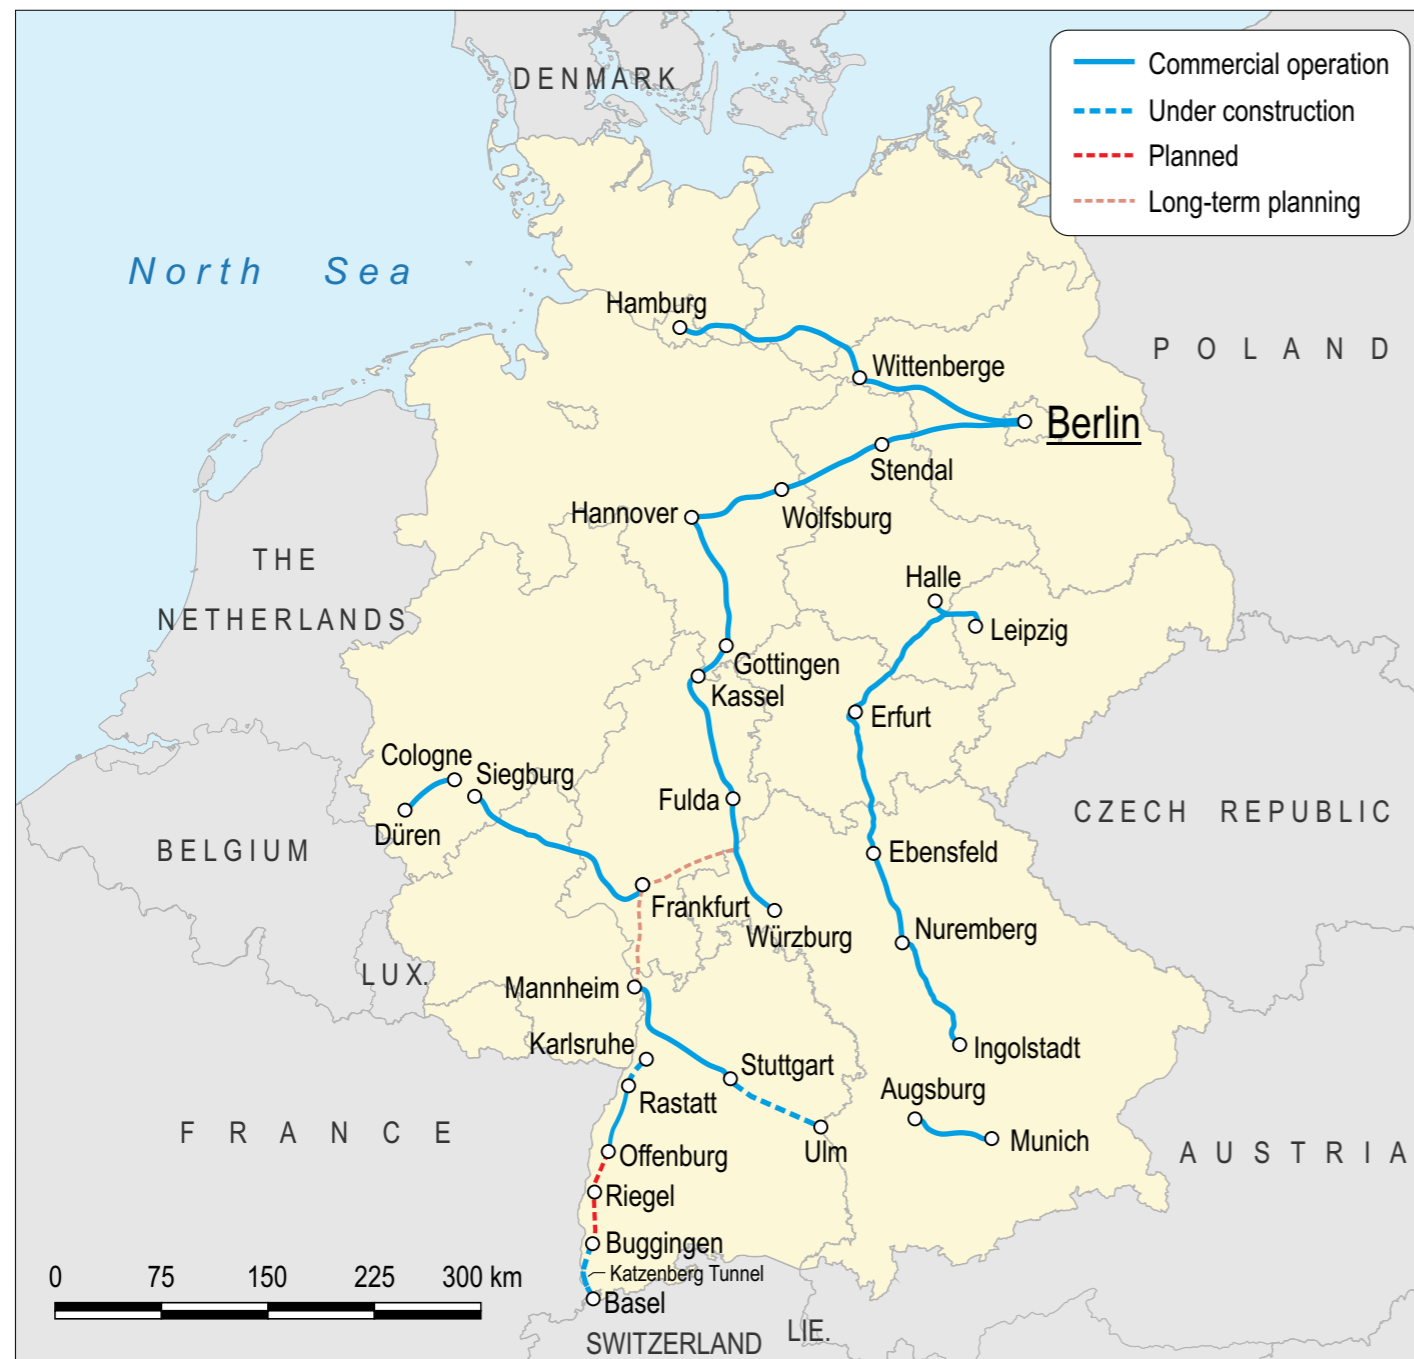 DENMARK
Commercial operation
Under construction
Planned
Long-term planning
North Sea
Hamburg
POLAND
Wittenberge
Berlin
Stendal
Hannover
Wolfsburg
THE
NETHERLANDS
Halle
Leipzig
Gottingen
Kassel
Erfurt
Cologne
Siegburg
Düren
Fulda
CZECH REPUBLIC
BELGIUM
Ebensfeld
Frankfurt
Würzburg
Nuremberg
LUX.
Mannheim
Karlsruhe
Ingolstadt
Stuttgart
Rastatt
Augsburg
FRANCE
Offenburg
Ulm
Munich
AUSTRIA
Riegel
Buggingen
Katzenberg Tunnel
0 75 150 225 300 km
Basel
SWITZERLAND
LIE.